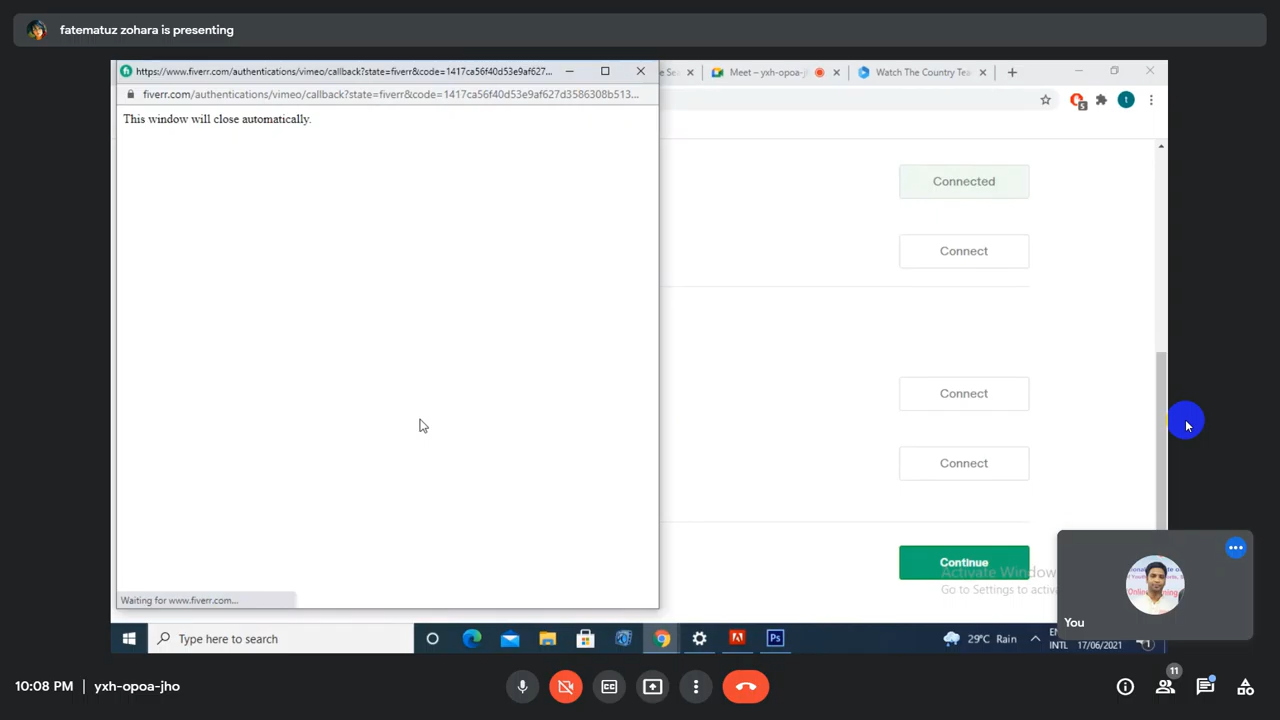 fatematuz zohara is presenting
https://www.fiverr.com/authentications/vimeo/callback?state=fiverr&code=1417ca56f40d53e9af627...
Meet – yxh-opoa-j
Watch The Country Tea
fiverr.com/authentications/vimeo/callback?state=fiverr&code=1417ca56f40d53e9af627d3586308b513...
This window will close automatically.
Connected
Connect
Connect
Connect
Continue
Activate Window
Go to Settings to activa
You
Waiting for www.fiverr.com...
Type here to search
29°C Rain
INTL
17/06/2021
10:08 PM
yxh-opoa-jho
11